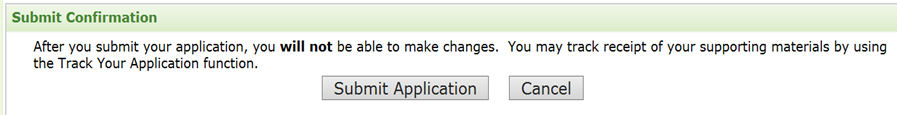 Submit Confirmation
After you submit your application, you will not be able to make changes.  You may track receipt of your supporting materials by using
the Track Your Application function.
Submit Application Cancel